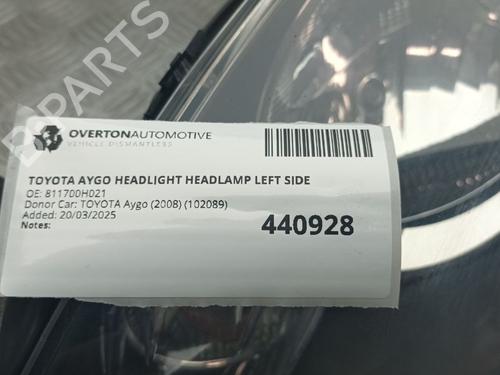 B-PARTS
OVERTONAUTOMOTIVE
VEHICLE DISMANTLERS
TOYOTA AYGO HEADLIGHT HEADLAMP LEFT SIDE
OE: 811700H021
Donor Car: TOYOTA Aygo (2008) (102089)
Added: 20/03/2025
Notes:
440928